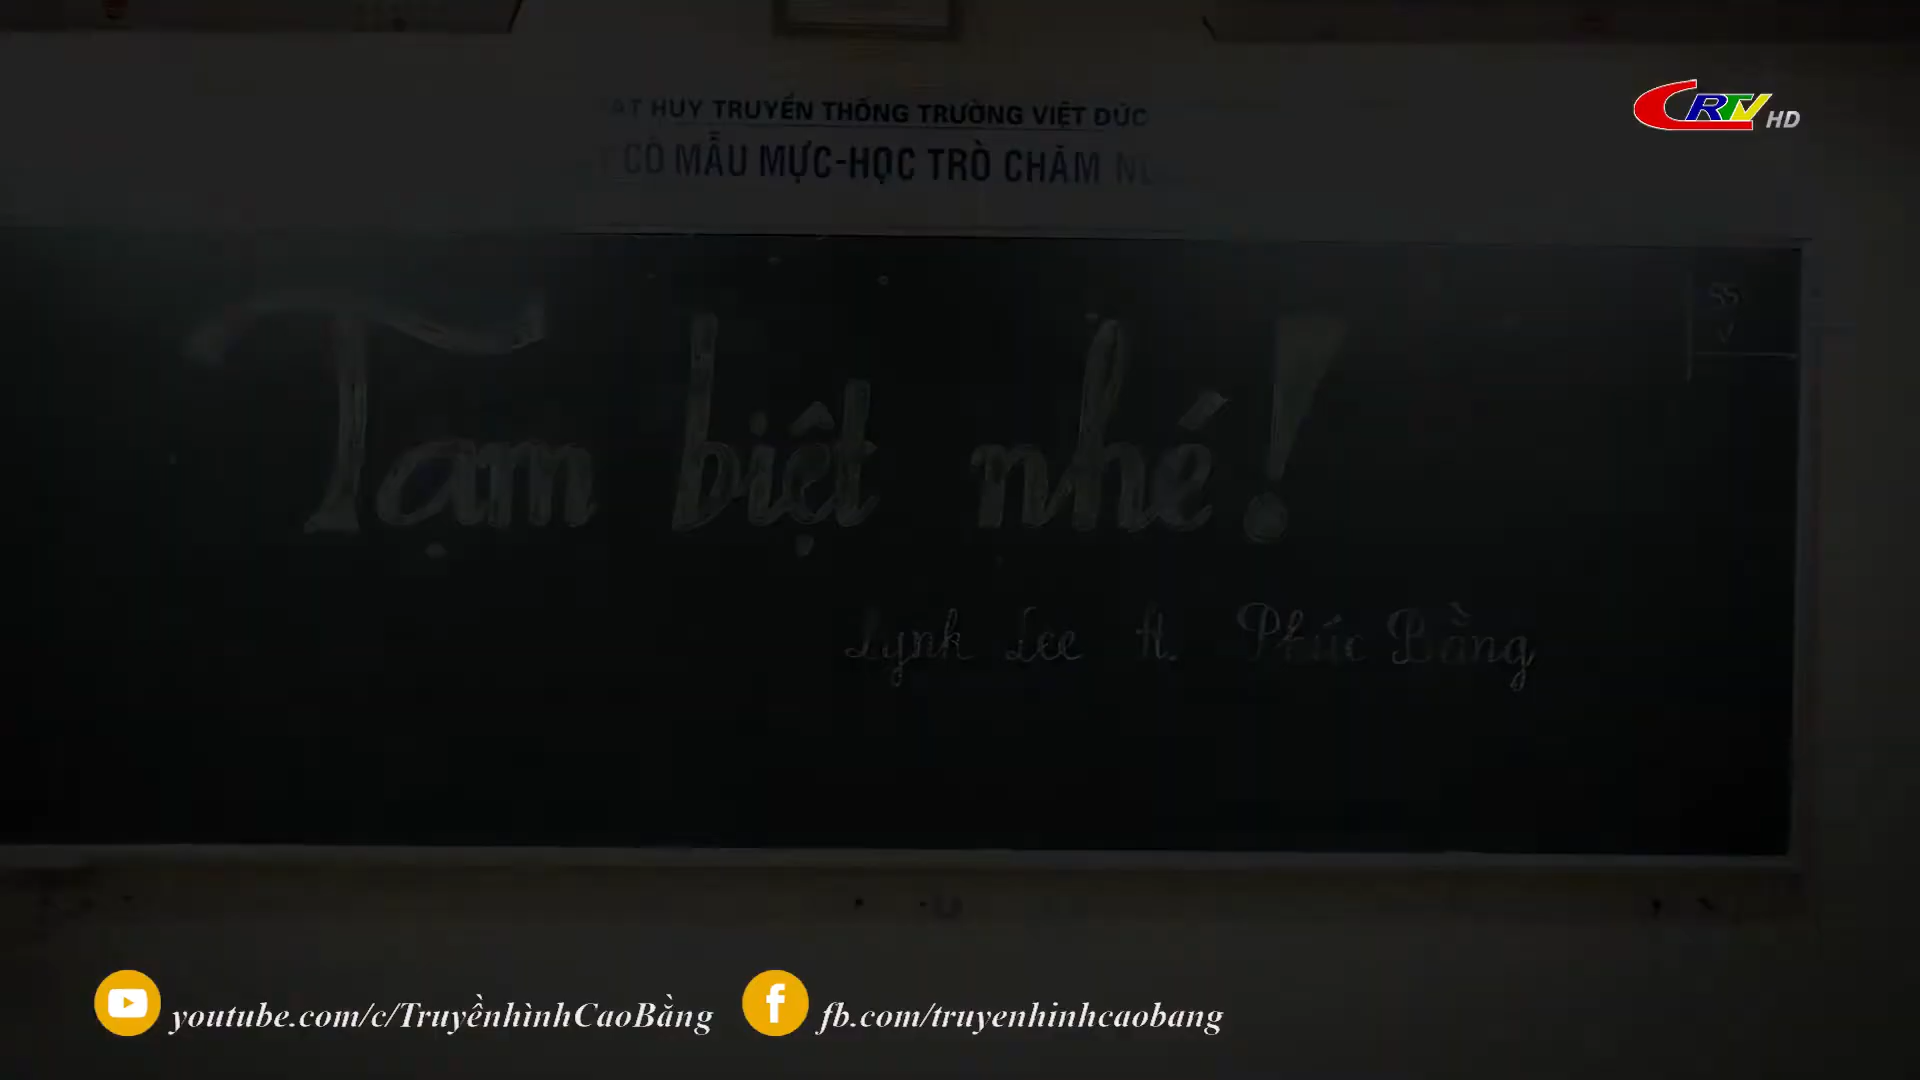 CRTV HD
HUY TRUYỀN THỐNG TRƯỜNG VIỆT ĐỨC
CÔ MẪU MỰC-HỌC TRÒ CHĂM
SS
V
Tạm biệt nhé!
Lynk Lee ft. Phúc Bằng
youtube.com/c/TruyềnhìnhCaoBằng
fb.com/truyenhinhcaobang